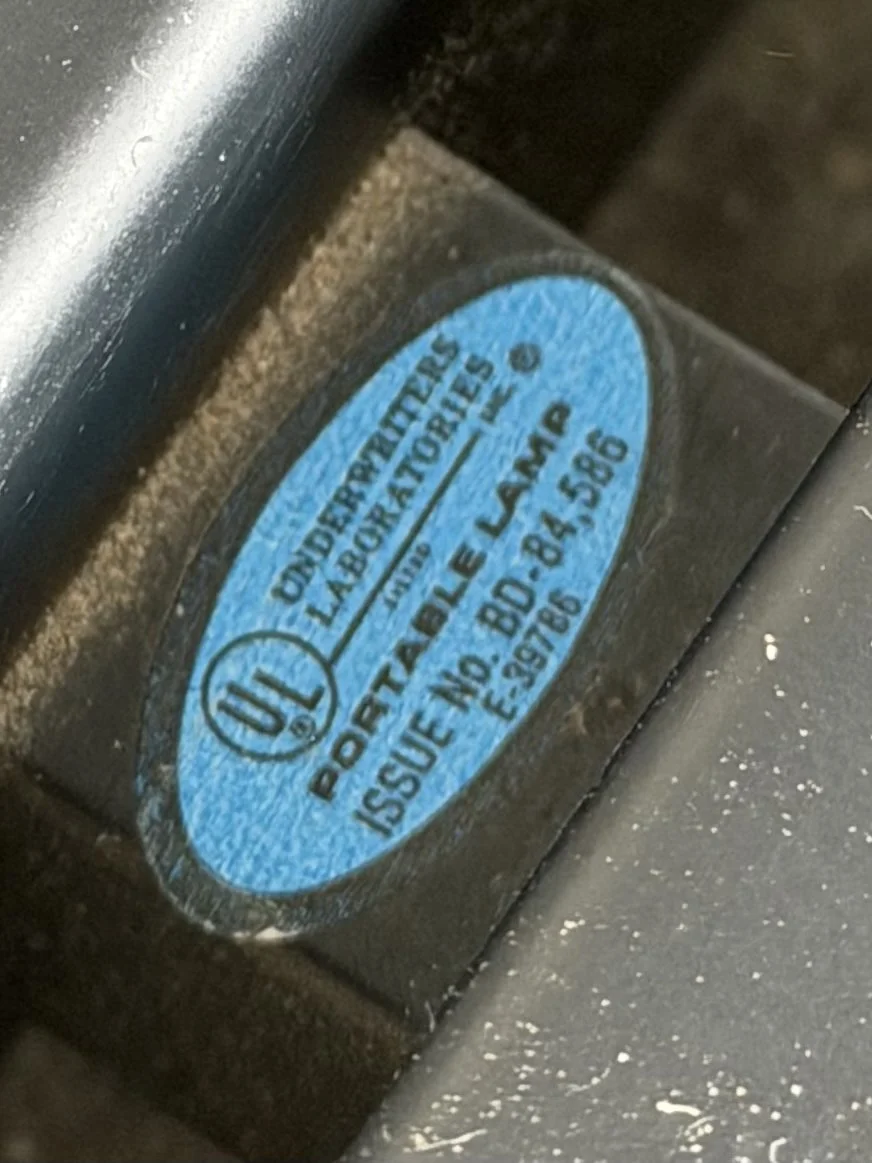 UNDERWRITERS
LABORATORIES
INC. ®
LISTED
UL ®
PORTABLE LAMP
ISSUE No. BD-84,586
E-39786